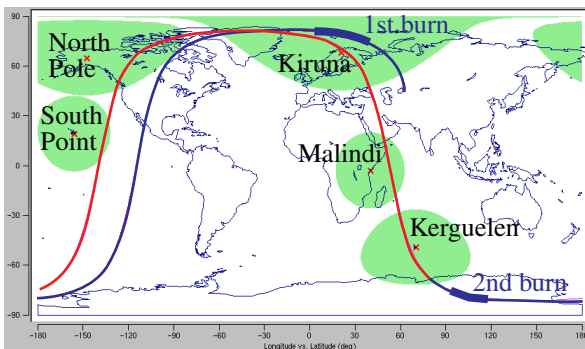 90
60
30
0
−30
−60
−90
1st burn
North
Pole
Kiruna
South
Point
Malindi
Kerguelen
2nd burn
−180
−150
−120
−90
−60
−30
0
30
60
90
120
150
180
Longitude vs. Latitude (deg)